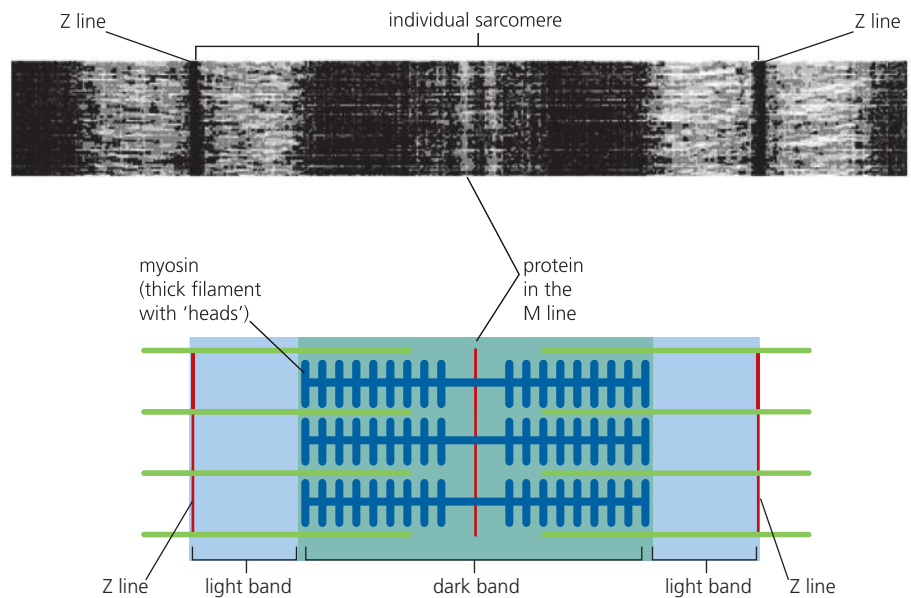 Z line
individual sarcomere
Z line
myosin
(thick filament
with ‘heads’)
protein
in the
M line
Z line
light band
dark band
light band
Z line